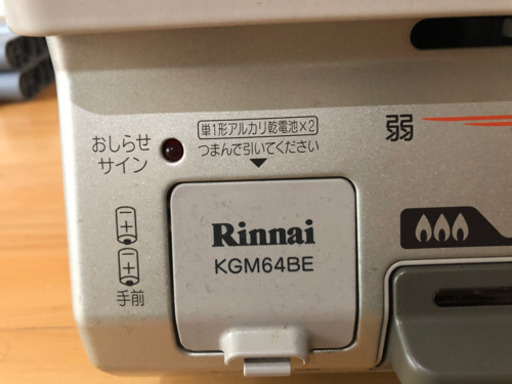 単1形アルカリ乾電池×2
つまんで引いてください
おしらせ
サイン
弱
Rinnai
KGM64BE
手前